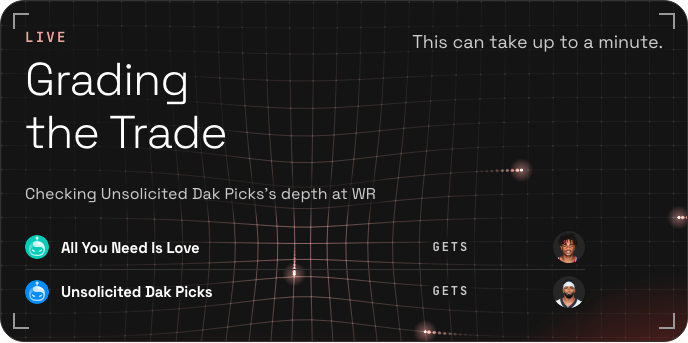 LIVE
This can take up to a minute.
Grading
the Trade
Checking Unsolicited Dak Picks's depth at WR
All You Need Is Love
GETS
Unsolicited Dak Picks
GETS